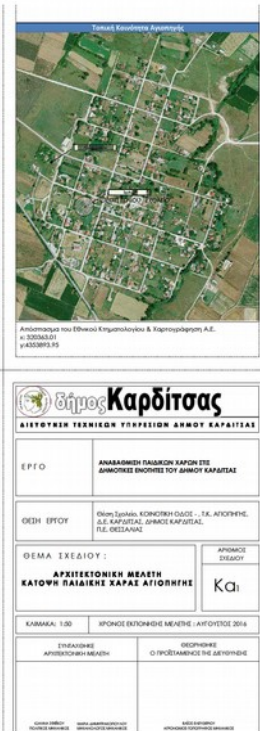 Τοπική Κοινότητα Αγιοπηγής
Απόσπασμα του Εθνικού Κτηματολογίου & Χαρτογράφηση Α.Ε.
x: 320363.01
y:4353893.95
δήμος Καρδίτσας
ΔΙΕΥΘΥΝΣΗ ΤΕΧΝΙΚΩΝ ΥΠΗΡΕΣΙΩΝ ΔΗΜΟΥ ΚΑΡΔΙΤΣΑΣ
ΕΡΓΟ
ΑΝΑΒΑΘΜΙΣΗ ΠΑΙΔΙΚΩΝ ΧΑΡΩΝ ΣΤΙΣ
ΔΗΜΟΤΙΚΕΣ ΕΝΟΤΗΤΕΣ ΤΟΥ ΔΗΜΟΥ ΚΑΡΔΙΤΣΑΣ
ΘΕΣΗ ΕΡΓΟΥ
Θέση Σχολείο, ΚΟΙΝΟΤΙΚΗ ΟΔΟΣ - , Τ.Κ. ΑΓΙΟΠΗΓΗΣ,
Δ.Ε. ΚΑΡΔΙΤΣΑΣ, ΔΗΜΟΣ ΚΑΡΔΙΤΣΑΣ,
Π.Ε. ΘΕΣΣΑΛΙΑΣ
ΘΕΜΑ ΣΧΕΔΙΟΥ :
ΑΡΙΘΜΟΣ
ΣΧΕΔΙΟΥ
ΑΡΧΙΤΕΚΤΟΝΙΚΗ ΜΕΛΕΤΗ
ΚΑΤΟΨΗ ΠΑΙΔΙΚΗΣ ΧΑΡΑΣ ΑΓΙΟΠΗΓΗΣ
Κα1
ΚΛΙΜΑΚΑ: 1:50
ΧΡΟΝΟΣ ΕΚΠΟΝΗΣΗΣ ΜΕΛΕΤΗΣ : ΑΥΓΟΥΣΤΟΣ 2016
ΣΥΝΤΑΧΘΗΚΕ
ΑΡΧΙΤΕΚΤΟΝΙΚΗ ΜΕΛΕΤΗ
ΘΕΩΡΗΘΗΚΕ
Ο ΠΡΟΪΣΤΑΜΕΝΟΣ ΤΗΣ ΔΙΕΥΘΥΝΣΗΣ